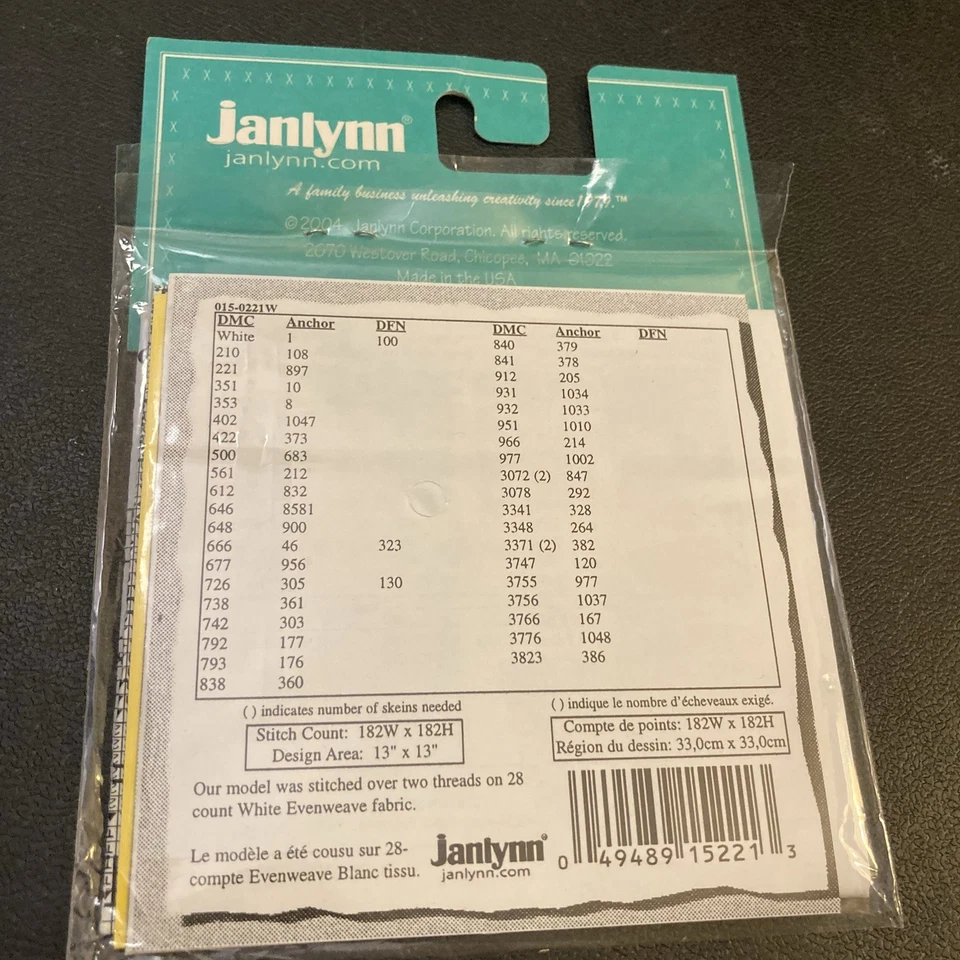 janlynn®
janlynn.com
A family business unleashing creativity since 1978.™
©2004 Janlynn Corporation. All rights reserved.
2070 Westover Road, Chicopee, MA 01022
Made in the USA
015-0221W
DMC Anchor DFN
White 1 100
210 108
221 897
351 10
353 8
402 1047
422 373
500 683
561 212
612 832
646 8581
648 900
666 46 323
677 956
726 305 130
738 361
742 303
792 177
793 176
838 360
DMC Anchor DFN
840 379
841 378
912 205
931 1034
932 1033
951 1010
966 214
977 1002
3072 (2) 847
3078 292
3341 328
3348 264
3371 (2) 382
3747 120
3755 977
3756 1037
3766 167
3776 1048
3823 386
( ) indicates number of skeins needed
( ) indique le nombre d'écheveaux exigé.
Stitch Count: 182W x 182H
Design Area: 13" x 13"
Compte de points: 182W x 182H
Région du dessin: 33,0cm x 33,0cm
Our model was stitched over two threads on 28
count White Evenweave fabric.
Le modèle a été cousu sur 28-
compte Evenweave Blanc tissu.
janlynn®
janlynn.com
0 49489 15221 3